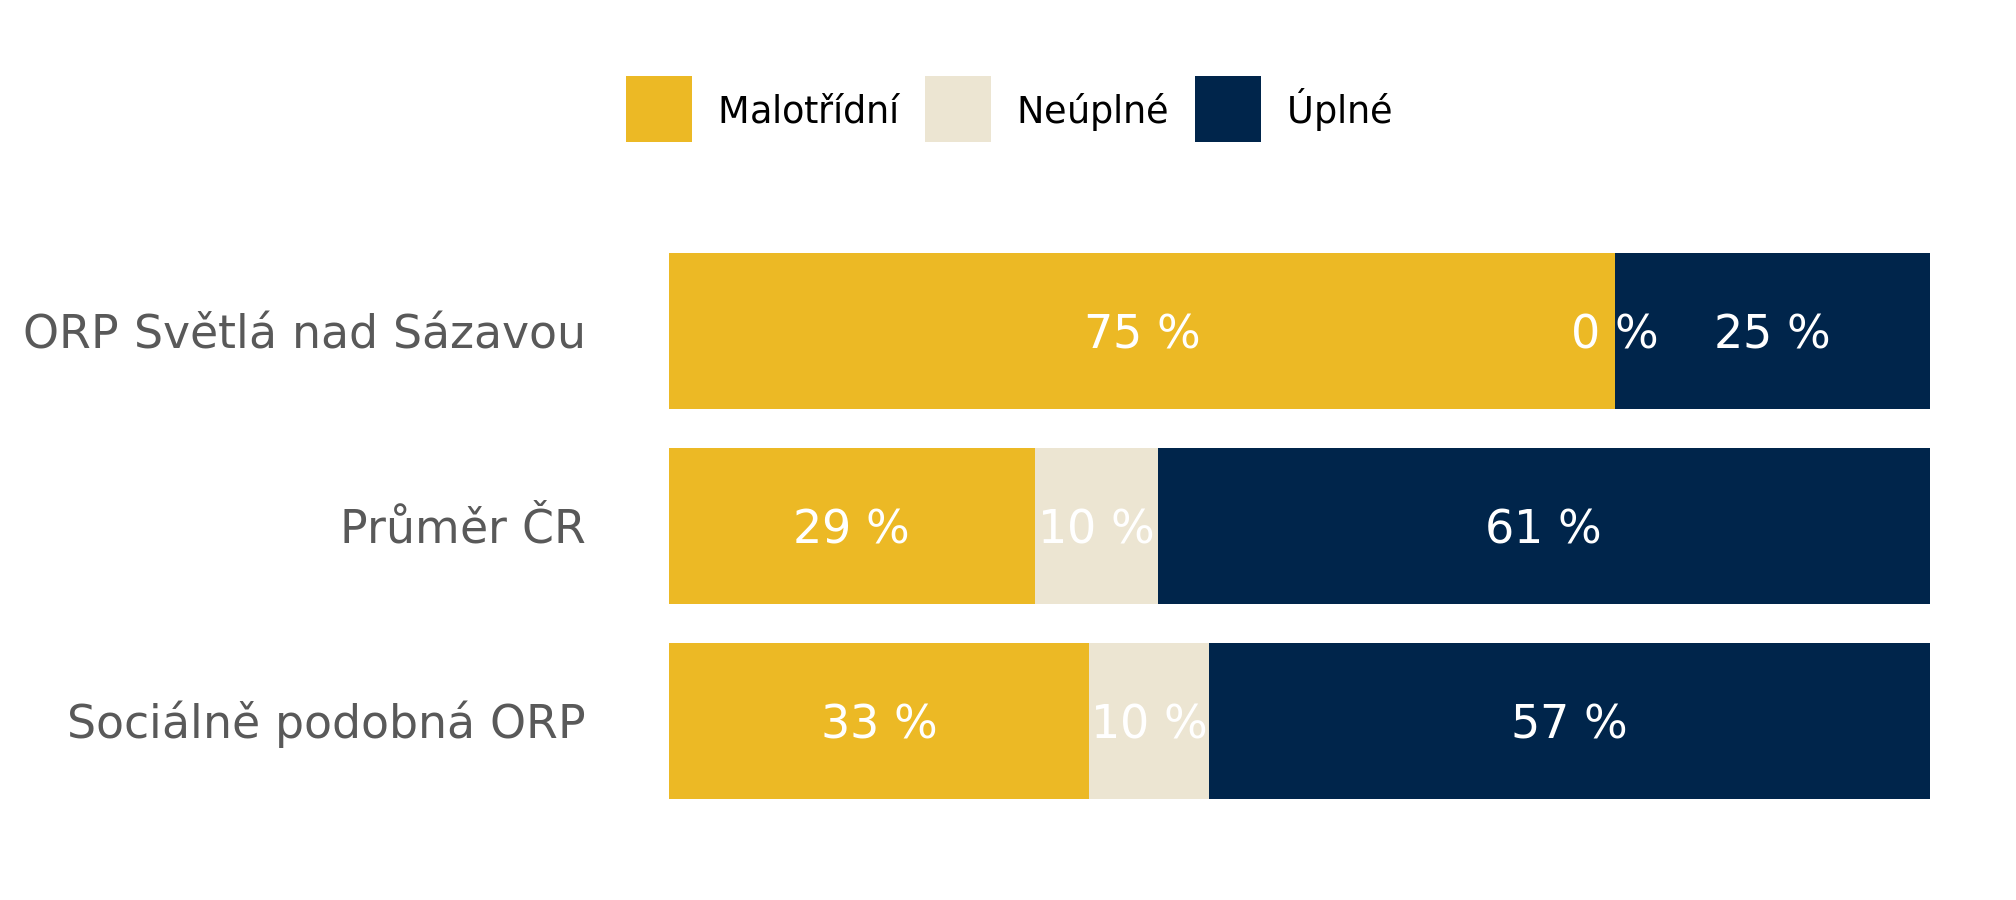 Malotřídní Neúplné Úplné
ORP Světlá nad Sázavou 75 % 0 % 25 %
Průměr ČR 29 % 10 % 61 %
Sociálně podobná ORP 33 % 10 % 57 %